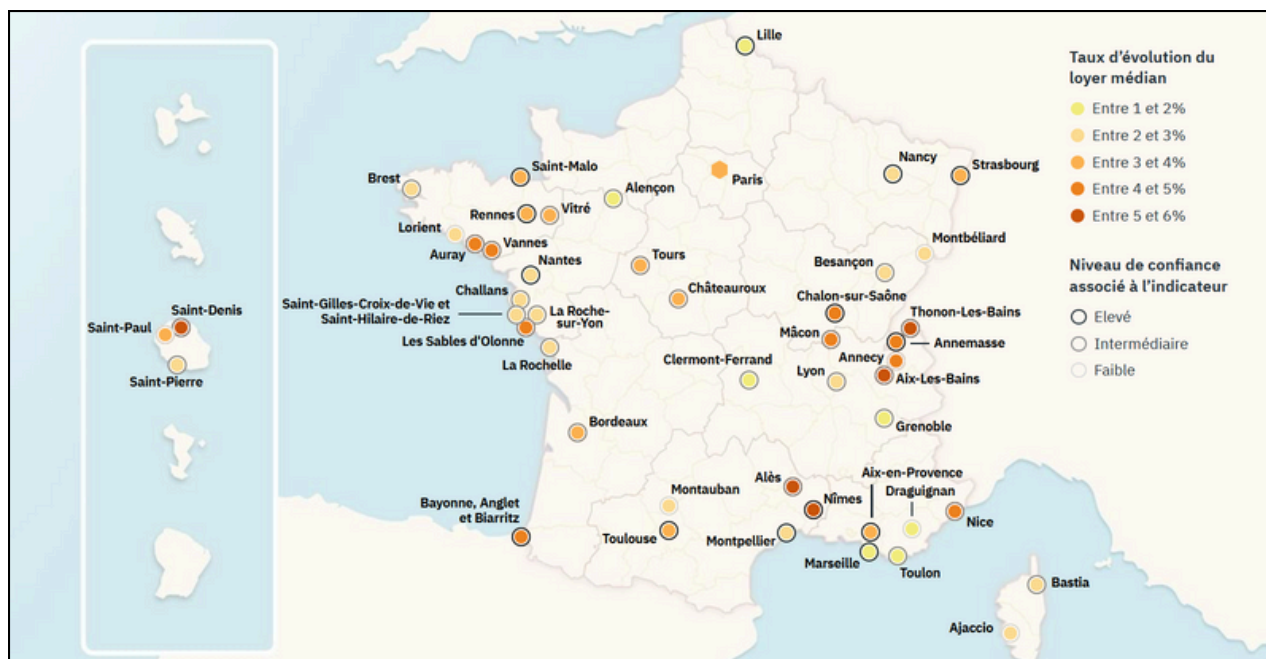 Lille
Taux d'évolution du
loyer médian
Entre 1 et 2%
Entre 2 et 3%
Entre 3 et 4%
Entre 4 et 5%
Entre 5 et 6%
Niveau de confiance
associé à l'indicateur
Elevé
Intermédiaire
Faible
Saint-Malo
Brest
Alençon
Paris
Nancy
Strasbourg
Rennes
Vitré
Lorient
Vannes
Auray
Nantes
Tours
Montbéliard
Besançon
Challans
Châteauroux
Saint-Gilles-Croix-de-Vie et
Saint-Hilaire-de-Riez
La Roche-
sur-Yon
Les Sables d'Olonne
La Rochelle
Chalon-sur-Saône
Thonon-Les-Bains
Mâcon
Annemasse
Annecy
Clermont-Ferrand
Lyon
Aix-Les-Bains
Grenoble
Saint-Denis
Saint-Paul
Saint-Pierre
Bordeaux
Aix-en-Provence
Alès
Draguignan
Montauban
Nîmes
Nice
Bayonne, Anglet
et Biarritz
Toulouse
Montpellier
Marseille
Toulon
Bastia
Ajaccio